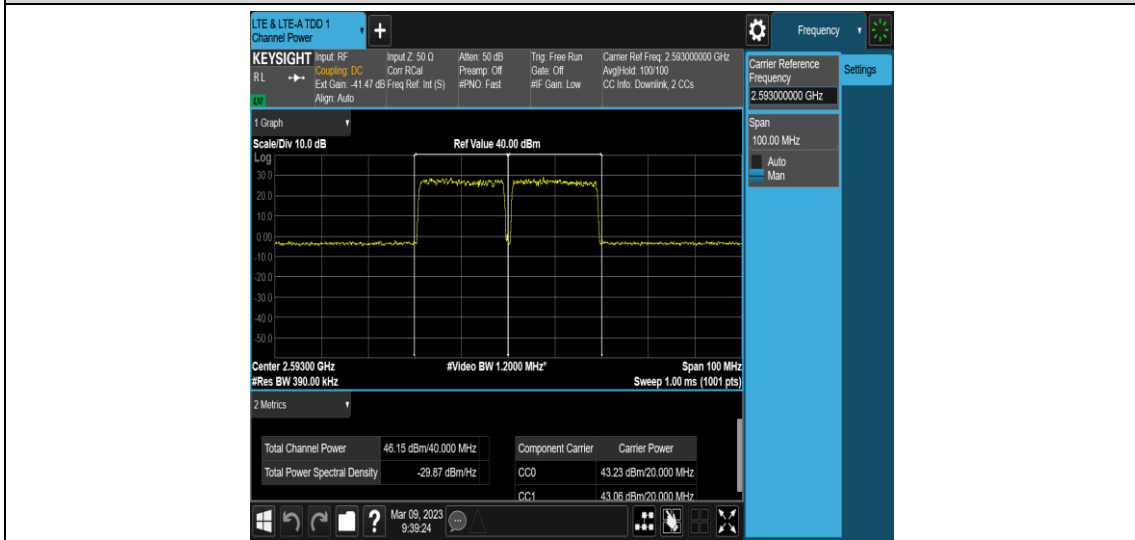 LTE & LTE-A TDD 1
Channel Power
+
Frequency
KEYSIGHT
RL
LXI
Input: RF
Coupling: DC
Ext Gain: -41.47 dB
Align: Auto
Input Z: 50 Ω
Corr RCal
Freq Ref: Int (S)
Atten: 50 dB
Preamp: Off
#PNO: Fast
Trig: Free Run
Gate: Off
#IF Gain: Low
Carrier Ref Freq: 2.593000000 GHz
Avg|Hold: 100/100
CC Info: Downlink, 2 CCs
Carrier Reference
Frequency
2.593000000 GHz
Settings
Span
100.00 MHz
Auto
Man
1 Graph
Scale/Div 10.0 dB
Ref Value 40.00 dBm
Log
30.0
20.0
10.0
0.00
-10.0
-20.0
-30.0
-40.0
-50.0
Center 2.59300 GHz
#Video BW 1.2000 MHz*
Span 100 MHz
#Res BW 390.00 kHz
Sweep 1.00 ms (1001 pts)
2 Metrics
Total Channel Power 46.15 dBm/40.000 MHz
Total Power Spectral Density -29.87 dBm/Hz
Component Carrier Carrier Power
CC0 43.23 dBm/20.000 MHz
CC1 43.06 dBm/20.000 MHz
?
Mar 09, 2023
9:39:24